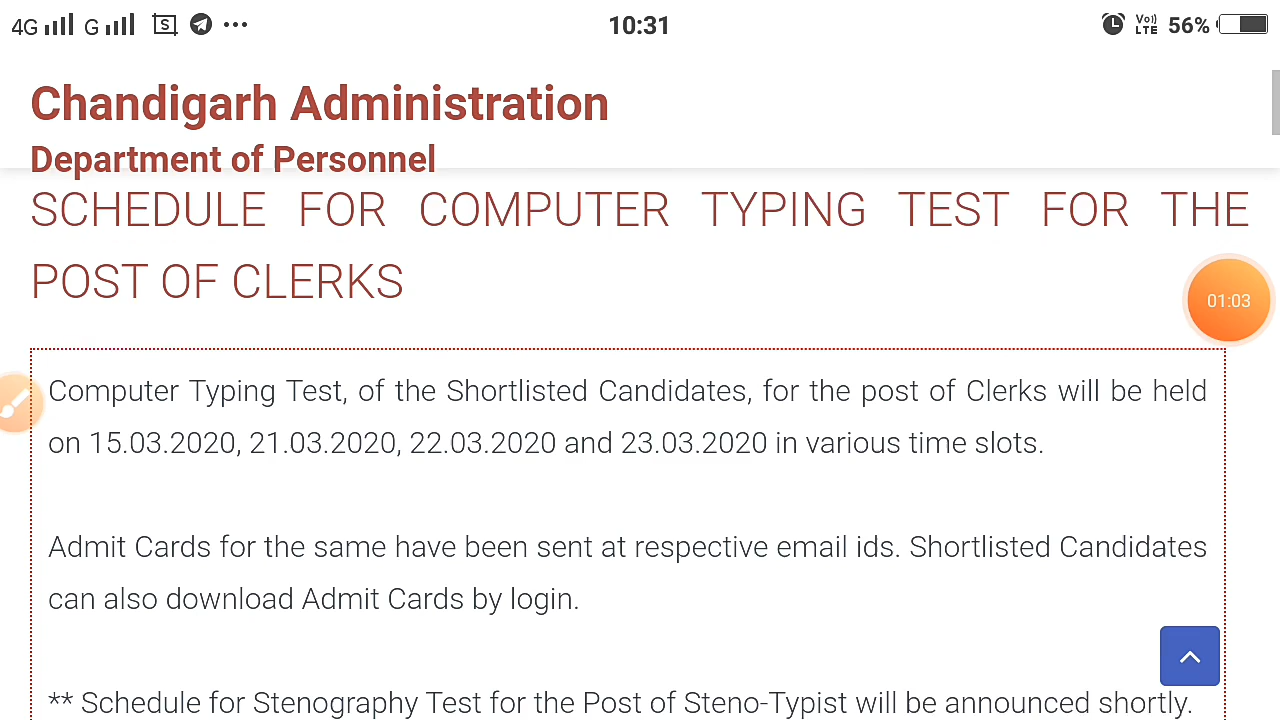 4G G S 10:31 Vo) LTE 56%
Chandigarh Administration
Department of Personnel
SCHEDULE FOR COMPUTER TYPING TEST FOR THE
POST OF CLERKS
01:03
Computer Typing Test, of the Shortlisted Candidates, for the post of Clerks will be held
on 15.03.2020, 21.03.2020, 22.03.2020 and 23.03.2020 in various time slots.
Admit Cards for the same have been sent at respective email ids. Shortlisted Candidates
can also download Admit Cards by login.
** Schedule for Stenography Test for the Post of Steno-Typist will be announced shortly.